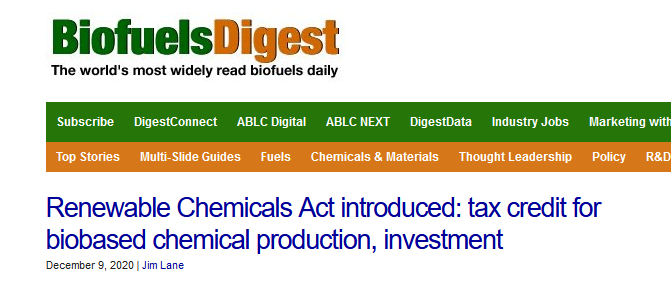 BiofuelsDigest
The world's most widely read biofuels daily
Subscribe DigestConnect ABLC Digital ABLC NEXT DigestData Industry Jobs Marketing with
Top Stories Multi-Slide Guides Fuels Chemicals & Materials Thought Leadership Policy R&D
Renewable Chemicals Act introduced: tax credit for
biobased chemical production, investment
December 9, 2020 | Jim Lane